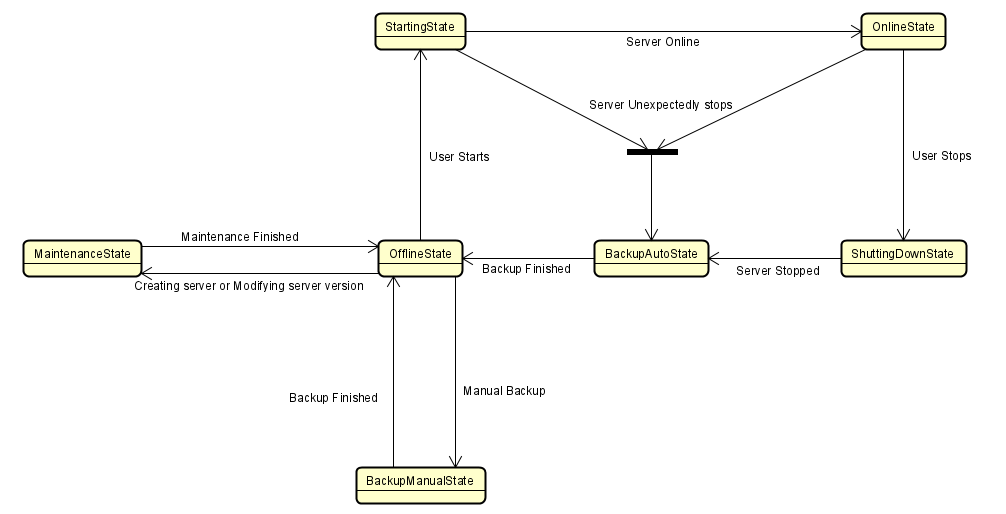 StartingState
OnlineState
Server Online
Server Unexpectedly stops
User Starts
User Stops
Maintenance Finished
MaintenanceState
OfflineState
BackupAutoState
ShuttingDownState
Backup Finished
Server Stopped
Creating server or Modifying server version
Manual Backup
Backup Finished
BackupManualState